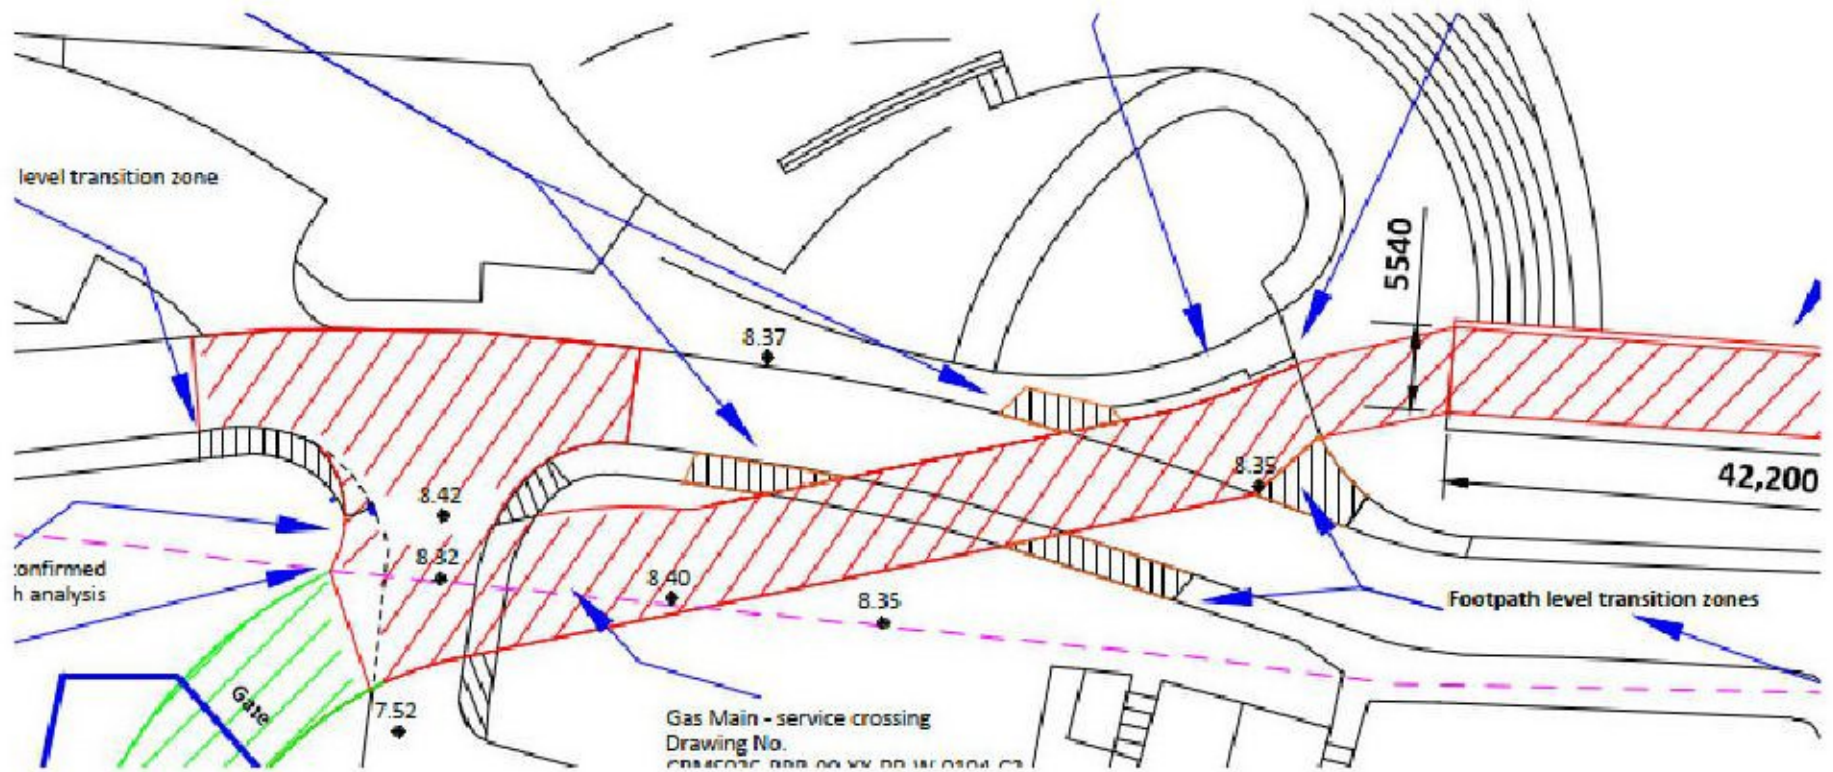 level transition zone
5540
8.37
8.35
42,200
8.42
8.32
8.40
8.35
confirmed
h analysis
Footpath level transition zones
Gate
7.52
Gas Main - service crossing
Drawing No.